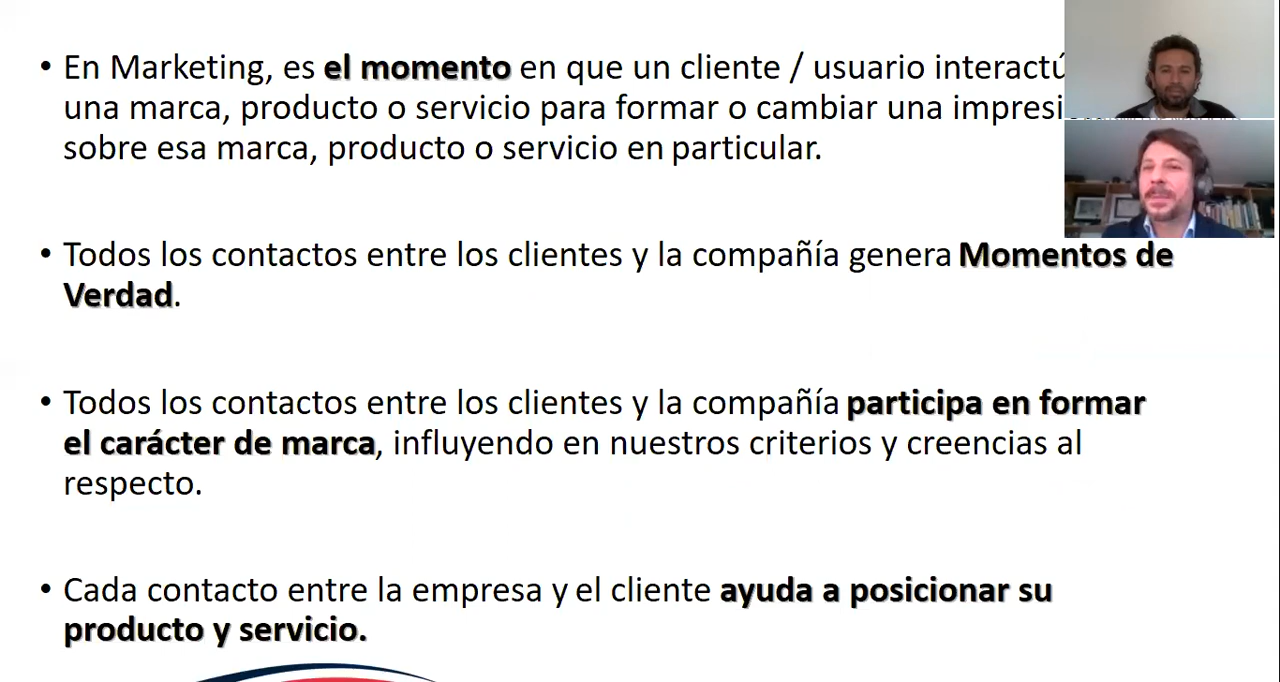 • En Marketing, es el momento en que un cliente / usuario
una marca, producto o servicio para formar o cambiar una
sobre esa marca, producto o servicio en particular.
• Todos los contactos entre los clientes y la compañía genera Momentos de
Verdad.
• Todos los contactos entre los clientes y la compañía participa en formar
el carácter de marca, influyendo en nuestros criterios y creencias al
respecto.
• Cada contacto entre la empresa y el cliente ayuda a posicionar su
producto y servicio.